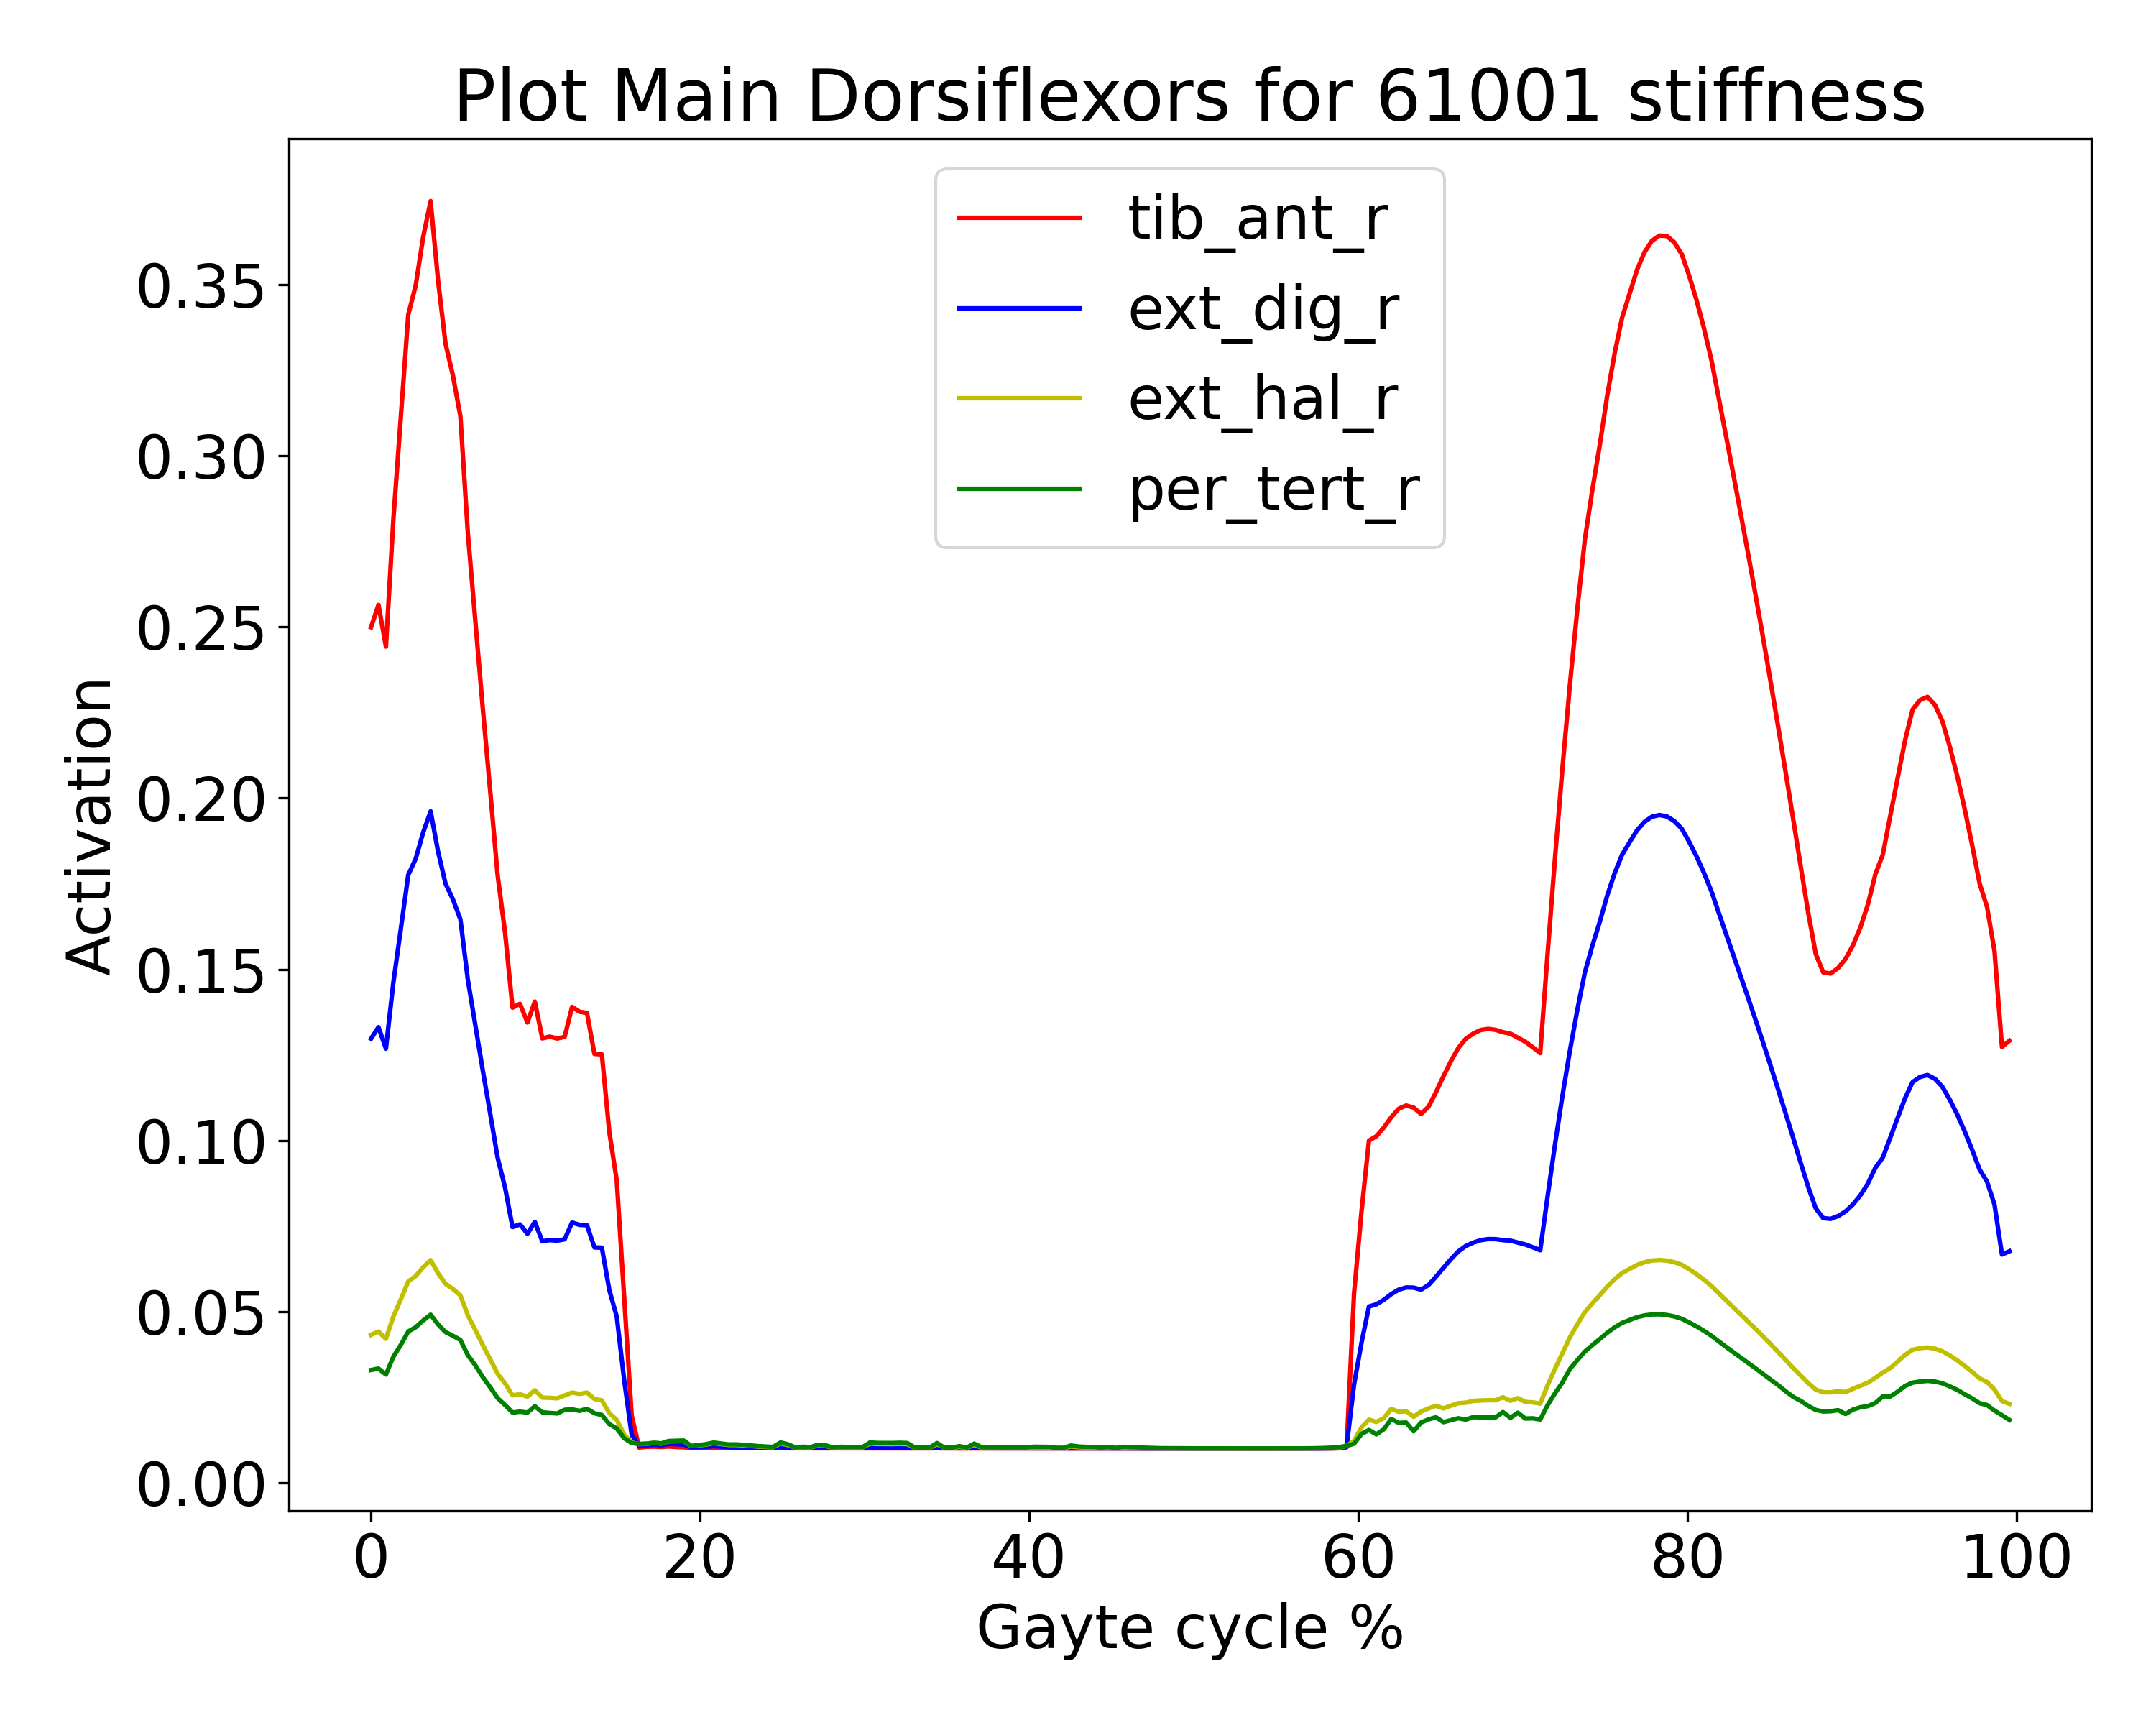 Plot Main Dorsiflexors for 61001 stiffness
tib_ant_r
ext_dig_r
ext_hal_r
per_tert_r
Activation
0.35
0.30
0.25
0.20
0.15
0.10
0.05
0.00
0 20 40 60 80 100
Gayte cycle %